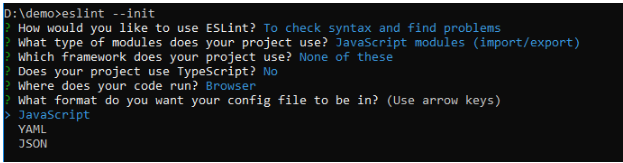 D:\demo>eslint --init
? How would you like to use ESLint? To check syntax and find problems
? What type of modules does your project use? JavaScript modules (import/export)
? Which framework does your project use? None of these
? Does your project use TypeScript? No
? Where does your code run? Browser
? What format do you want your config file to be in? (Use arrow keys)
> JavaScript
YAML
JSON